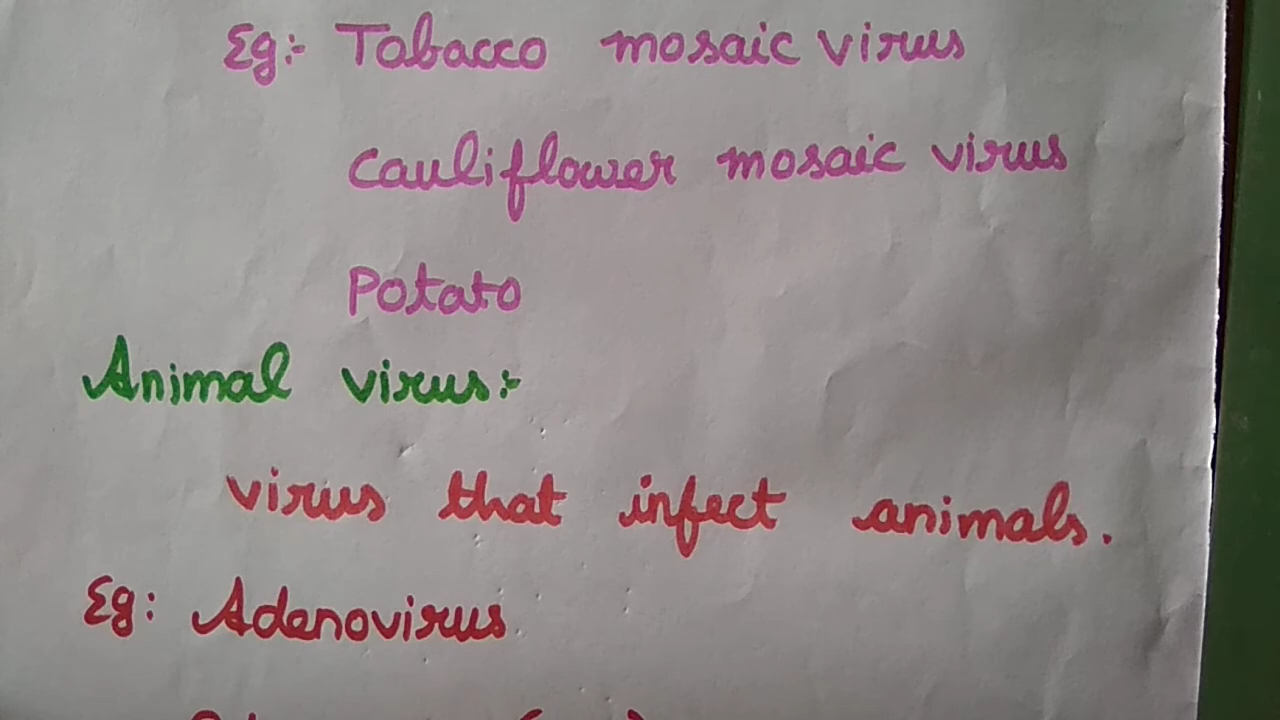 Eg:- Tobacco mosaic virus
cauliflower mosaic virus
Potato
Animal virus:-
virus that infect animals.
Eg: Adenovirus